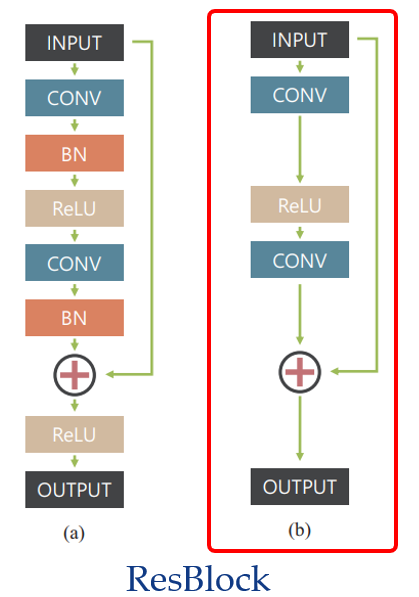 INPUT
CONV
BN
ReLU
CONV
BN
ReLU
OUTPUT
(a)
INPUT
CONV
ReLU
CONV
OUTPUT
(b)
ResBlock